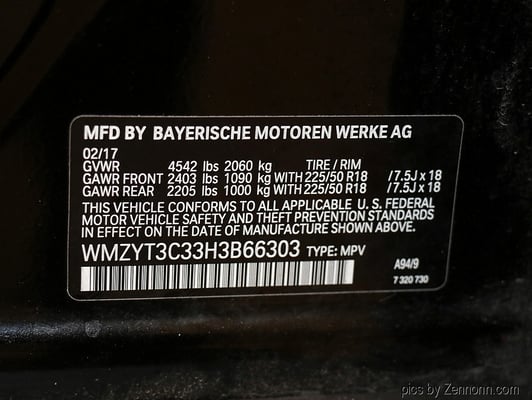 MFD BY BAYERISCHE MOTOREN WERKE AG
02/17
GVWR 4542 lbs 2060 kg TIRE / RIM
GAWR FRONT 2403 lbs 1090 kg WITH 225/50 R18 / 7.5J x 18
GAWR REAR 2205 lbs 1000 kg WITH 225/50 R18 / 7.5J x 18
THIS VEHICLE CONFORMS TO ALL APPLICABLE U. S. FEDERAL
MOTOR VEHICLE SAFETY AND THEFT PREVENTION STANDARDS
IN EFFECT ON THE DATE OF MANUFACTURE SHOWN ABOVE.
WMZYT3C33H3B66303 TYPE: MPV
A94/9
7 320 730
pics by Zennonn.com